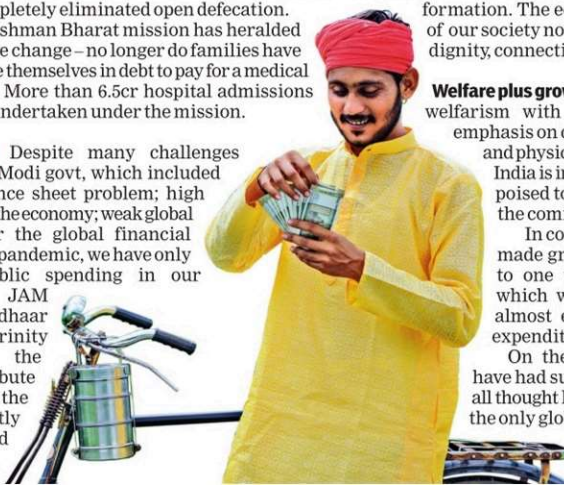 pletely eliminated open defecation.
shman Bharat mission has heralded
e change – no longer do families have
e themselves in debt to pay for a medical
More than 6.5cr hospital admissions
ndertaken under the mission.
Despite many challenges
Modi govt, which included
nce sheet problem; high
he economy; weak global
r the global financial
pandemic, we have only
blic spending in our
JAM
dhaar
rinity
the
bute
the
tly
d
formation. The e
of our society no
dignity, connecti
Welfare plus grov
welfarism with
emphasis on
and physic
India is in
poised to
the com
In co
made gr
to one
which w
almost e
expendit
On the
have had su
all thought
the only glo